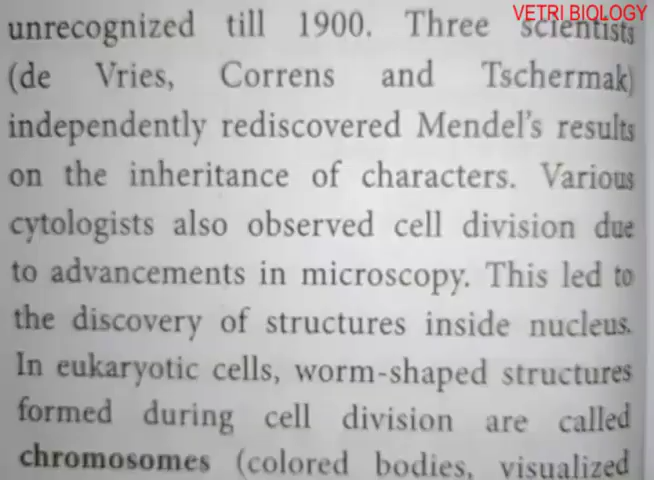 VETRI BIOLOGY
unrecognized till 1900. Three scientists
(de Vries, Correns and Tschermak)
independently rediscovered Mendel's results
on the inheritance of characters. Various
cytologists also observed cell division due
to advancements in microscopy. This led to
the discovery of structures inside nucleus.
In eukaryotic cells, worm-shaped structures
formed during cell division are called
chromosomes (colored bodies, visualized